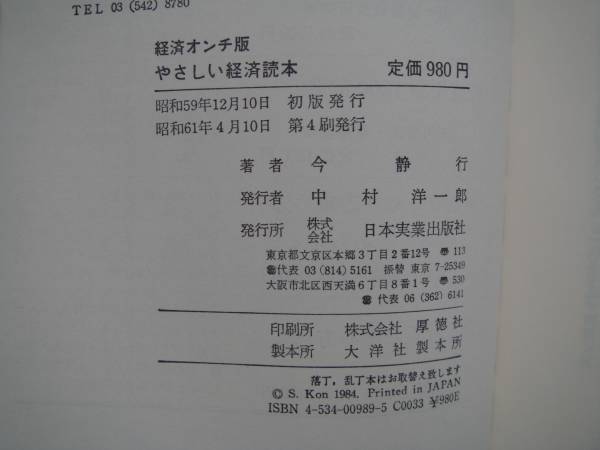 TEL 03 (542) 8780
経済オンチ版
やさしい経済読本 定価980円
昭和59年12月10日 初版発行
昭和61年4月10日 第4刷発行
著者 今静行
発行者 中村洋一郎
発行所 株式会社 日本実業出版社
東京都文京区本郷3丁目2番12号 〠113
☎代表 03(814)5161 振替 東京 7-25349
大阪市北区西天満6丁目8番1号 〠530
☎代表 06(362)6141
印刷所 株式会社 厚徳社
製本所 大洋社製本所
落丁, 乱丁本はお取替え致します
© S. Kon 1984. Printed in JAPAN
ISBN 4-534-00989-5 C0033 ¥980E